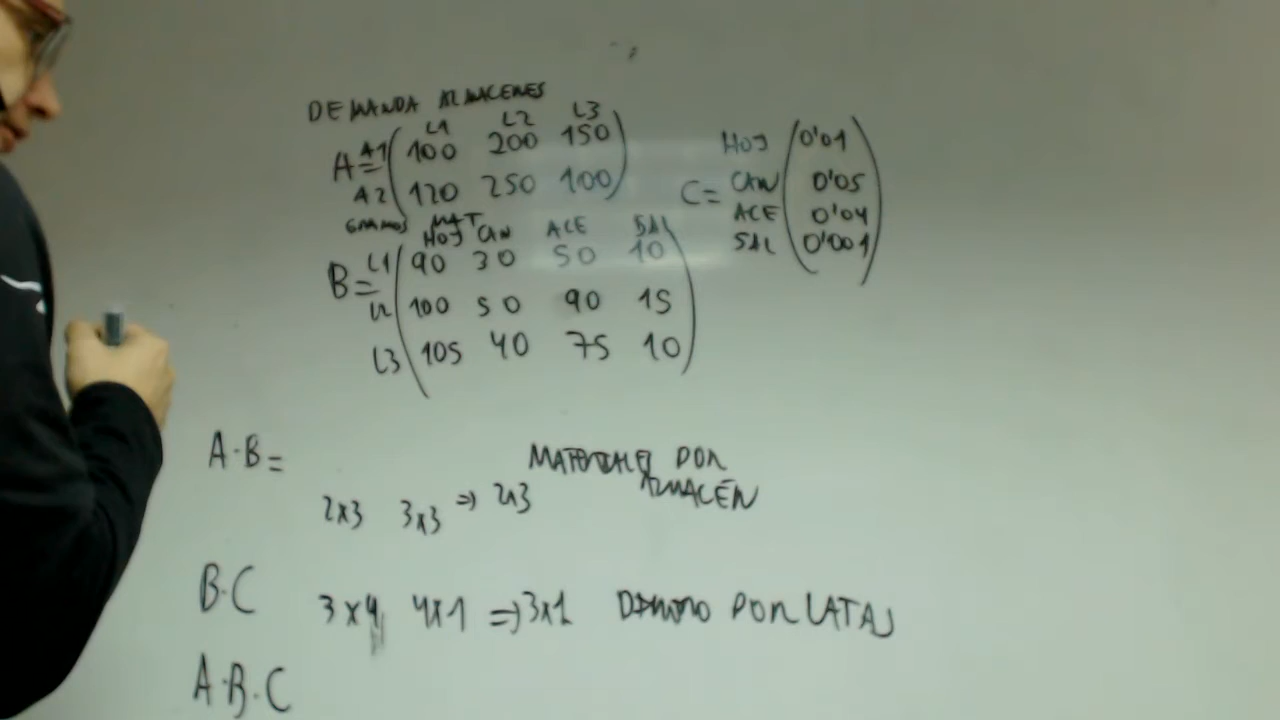 DEMANDA ALMACENES
L1 L2 L3
A= A1 100 200 150
A2 120 250 100
GRAMOS MAT
HOJ CAN ACE SAL
B= L1 90 30 50 10
L2 100 50 90 15
L3 105 40 75 10
C= HOJ 0'01
CAN 0'05
ACE 0'04
SAL 0'001
A·B=
2x3 3x3 => 2x3
MATERIALES POR
ALMACÉN
B·C 3x4 4x1 => 3x1 DINERO POR LATAS
A·B·C